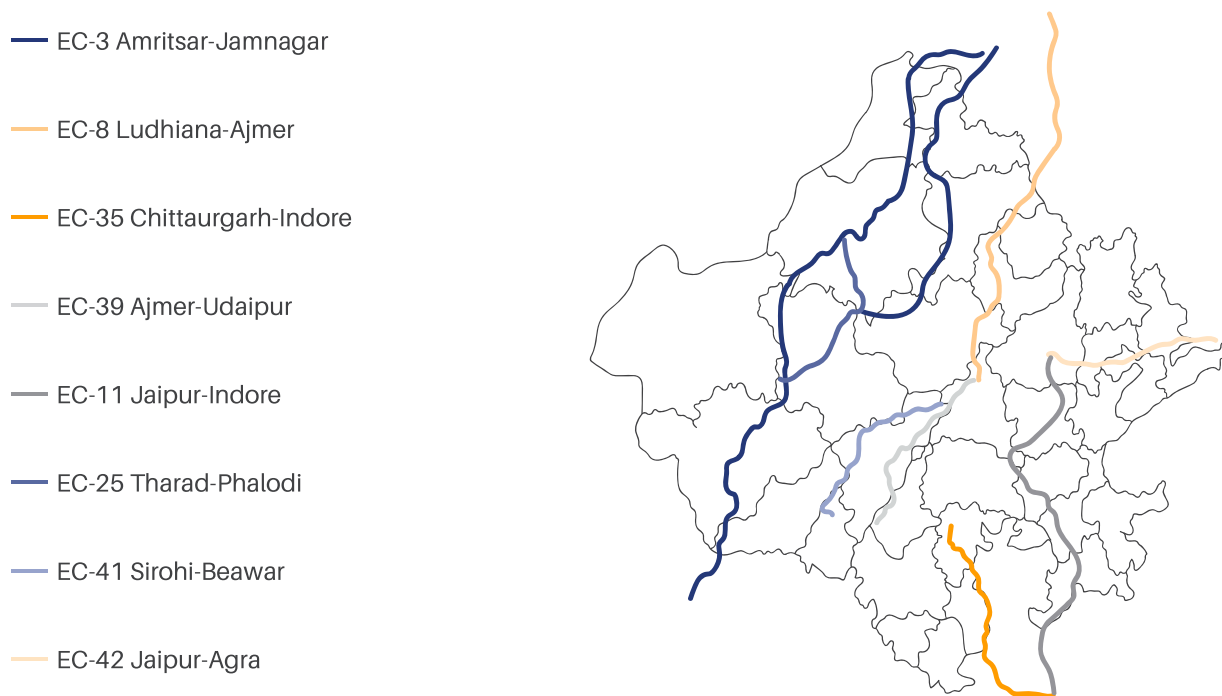 EC-3 Amritsar-Jamnagar
EC-8 Ludhiana-Ajmer
EC-35 Chittaurgarh-Indore
EC-39 Ajmer-Udaipur
EC-11 Jaipur-Indore
EC-25 Tharad-Phalodi
EC-41 Sirohi-Beawar
EC-42 Jaipur-Agra